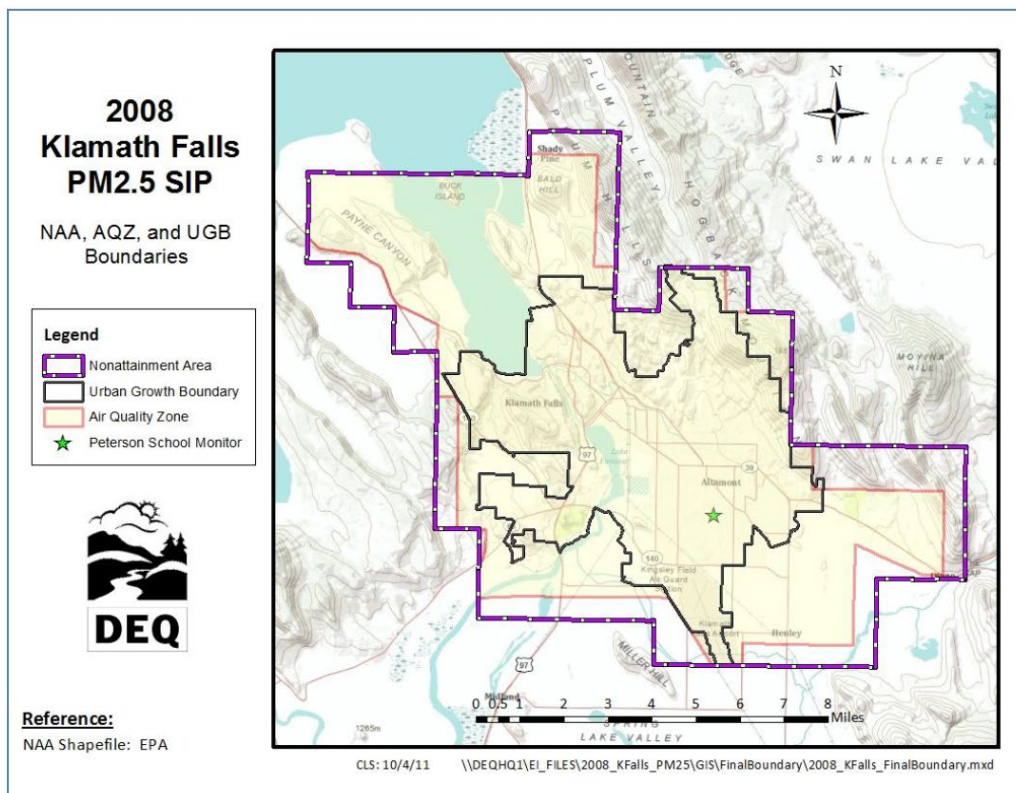 2008
Klamath Falls
PM2.5 SIP
NAA, AQZ, and UGB
Boundaries
Legend
Nonattainment Area
Urban Growth Boundary
Air Quality Zone
Peterson School Monitor
DEQ
Reference:
NAA Shapefile: EPA
N
PLUM VALLEY
SWAN LAKE
Shady
Pine
BALD
HILL
BUCK
ISLAND
PAYNE CANYON
HILLS
MOYINA
HILL
Klamath Falls
97
Lake
39
Altamont
140
Kingsley Field
Air Guard
Station
Klamath
Airport
Henley
MILLER HILL
97
Midland
1265m
SPRING
LAKE VALLEY
0 0.5 1 2 3 4 5 6 7 8
Miles
CLS: 10/4/11 \\DEQHQ1\EI_FILES\2008_KFalls_PM25\GIS\FinalBoundary\2008_KFalls_FinalBoundary.mxd